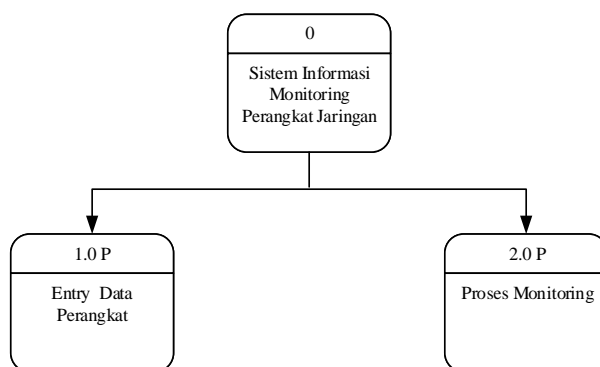 0
Sistem Informasi
Monitoring
Perangkat Jaringan
1.0 P
Entry Data
Perangkat
2.0 P
Proses Monitoring